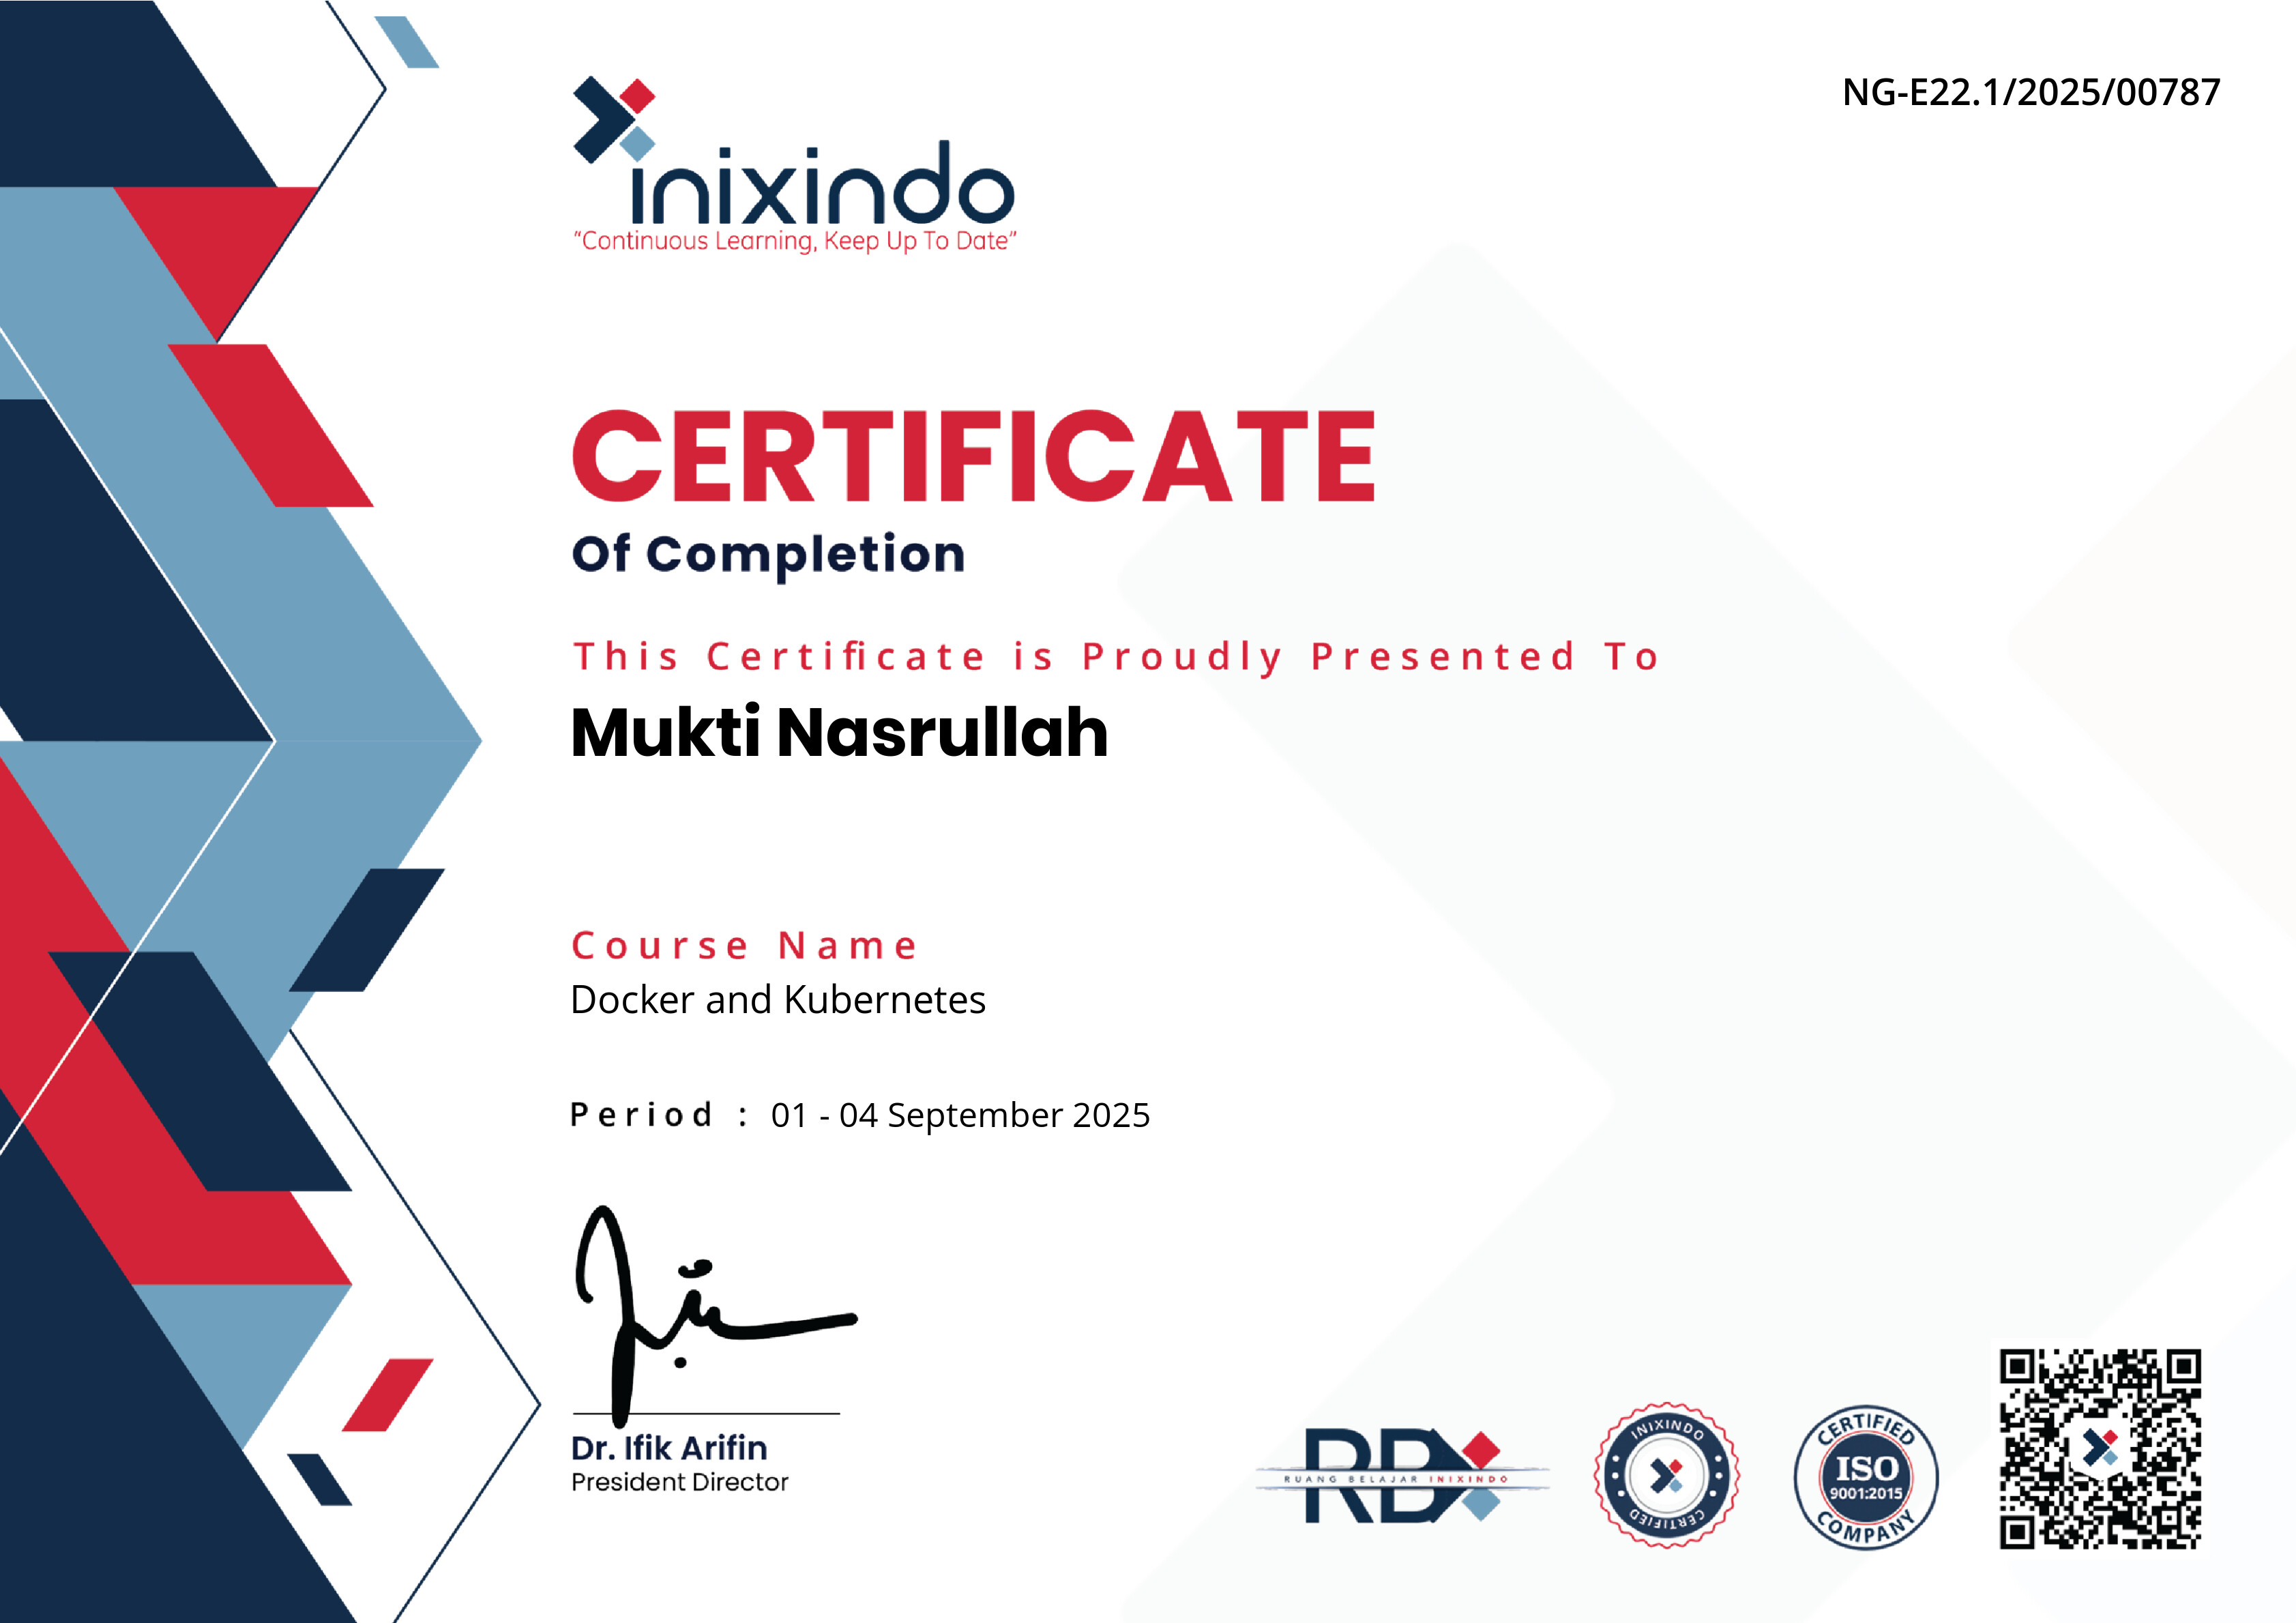 NG-E22.1/2025/00787
inixindo
"Continuous Learning, Keep Up To Date"
CERTIFICATE
Of Completion
This Certificate is Proudly Presented To
Mukti Nasrullah
Course Name
Docker and Kubernetes
Period : 01 - 04 September 2025
Dr. Ifik Arifin
President Director
RB
RUANG BELAJAR INIXINDO
INIXINDO
CERTIFIED
CERTIFIED
ISO
9001:2015
COMPANY